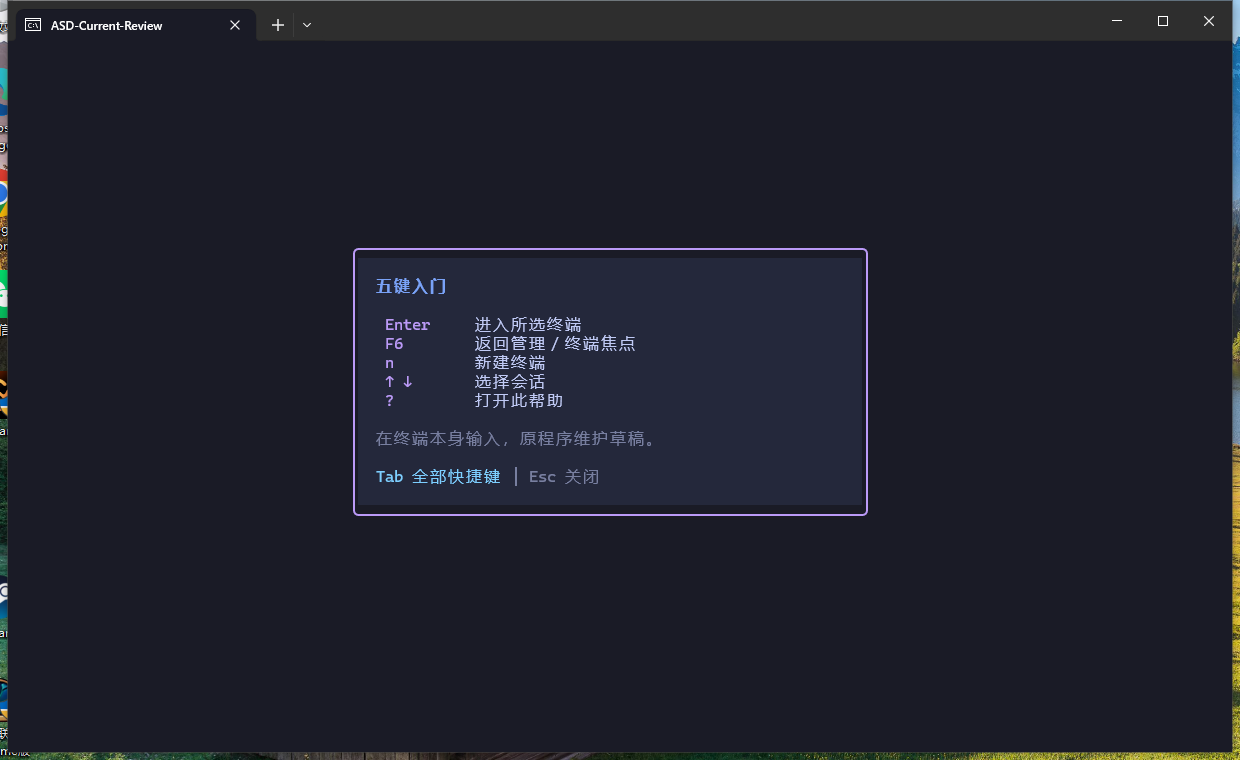 ASD-Current-Review
五键入门
Enter 进入所选终端
F6 返回管理 / 终端焦点
n 新建终端
↑ ↓ 选择会话
? 打开此帮助
在终端本身输入，原程序维护草稿。
Tab 全部快捷键 │ Esc 关闭